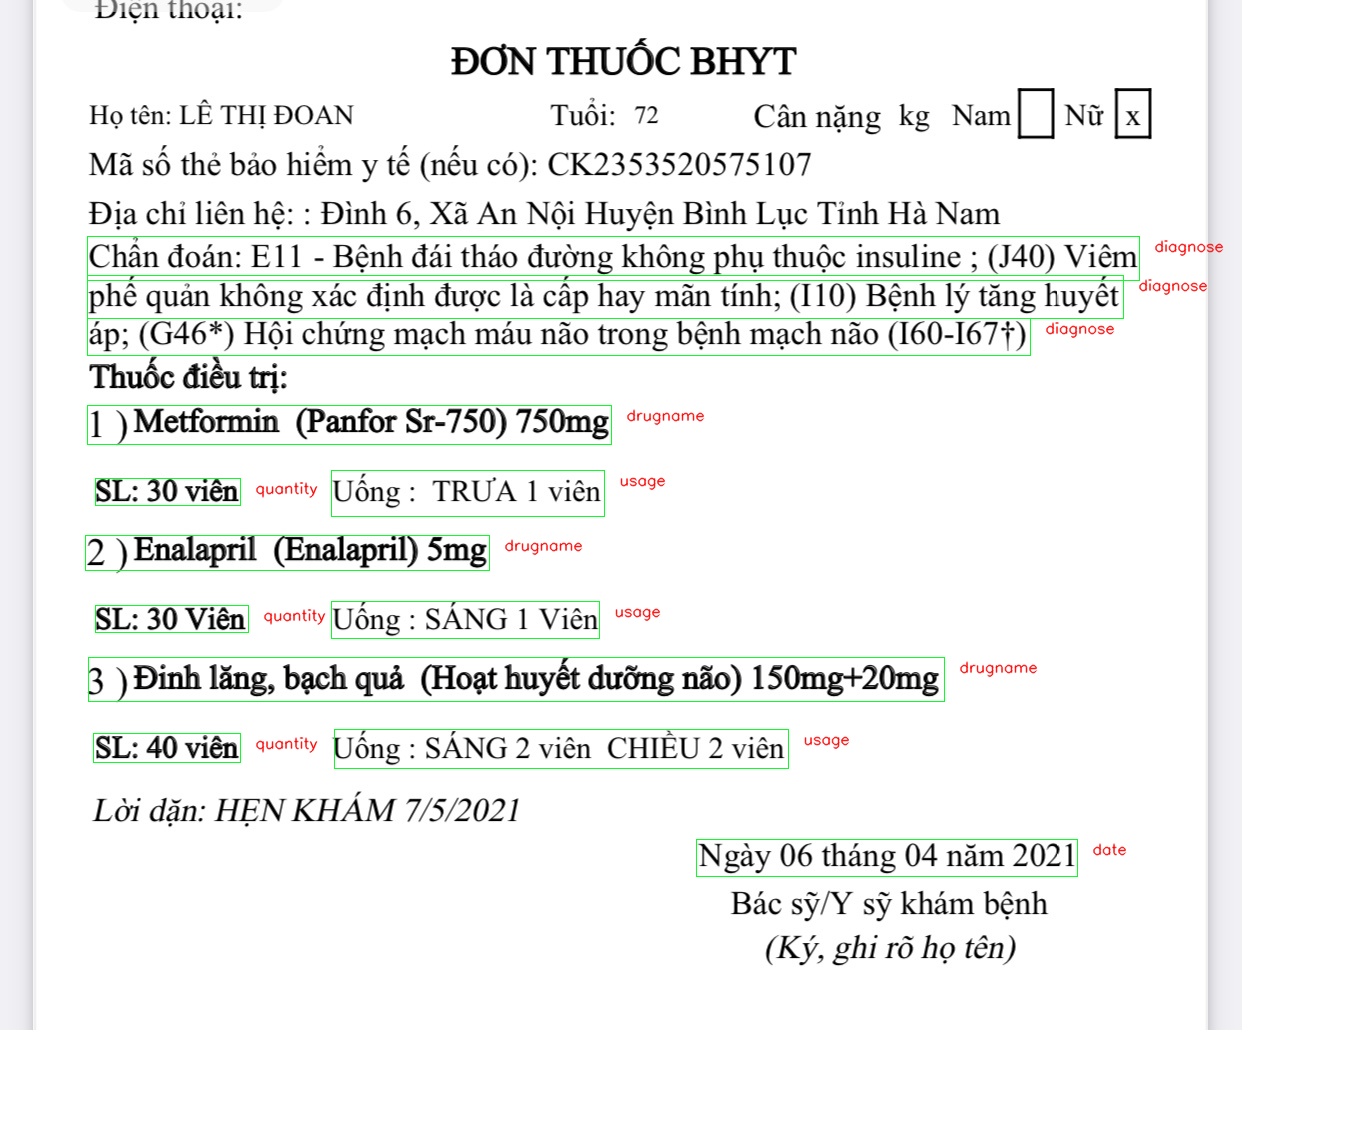 Điện thoại:
ĐƠN THUỐC BHYT
Họ tên: LÊ THỊ ĐOAN Tuổi: 72 Cân nặng kg Nam Nữ x
Mã số thẻ bảo hiểm y tế (nếu có): CK2353520575107
Địa chỉ liên hệ: : Đình 6, Xã An Nội Huyện Bình Lục Tỉnh Hà Nam
Chẩn đoán: E11 - Bệnh đái tháo đường không phụ thuộc insuline ; (J40) Viêm diagnose
phế quản không xác định được là cấp hay mãn tính; (I10) Bệnh lý tăng huyết diagnose
áp; (G46*) Hội chứng mạch máu não trong bệnh mạch não (I60-I67†) diagnose
Thuốc điều trị:
1 ) Metformin (Panfor Sr-750) 750mg drugname
SL: 30 viên quantity Uống : TRƯA 1 viên usage
2 ) Enalapril (Enalapril) 5mg drugname
SL: 30 Viên quantity Uống : SÁNG 1 Viên usage
3 ) Đinh lăng, bạch quả (Hoạt huyết dưỡng não) 150mg+20mg drugname
SL: 40 viên quantity Uống : SÁNG 2 viên CHIỀU 2 viên usage
Lời dặn: HẸN KHÁM 7/5/2021
Ngày 06 tháng 04 năm 2021 date
Bác sỹ/Y sỹ khám bệnh
(Ký, ghi rõ họ tên)